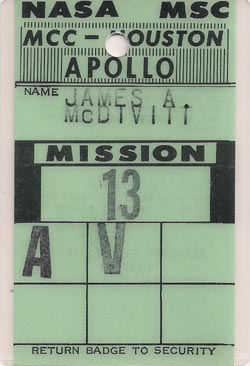 NASA MSC
MCC-HOUSTON
APOLLO
NAME JAMES A.
McDIVITT
MISSION
13
A V
RETURN BADGE TO SECURITY